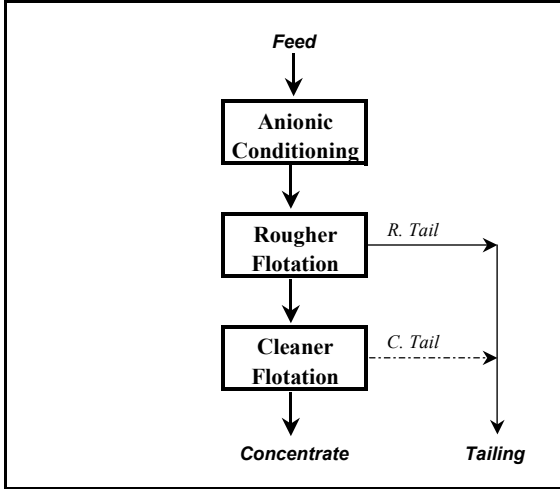 Feed
Anionic
Conditioning
Rougher
Flotation
R. Tail
Cleaner
Flotation
C. Tail
Concentrate
Tailing